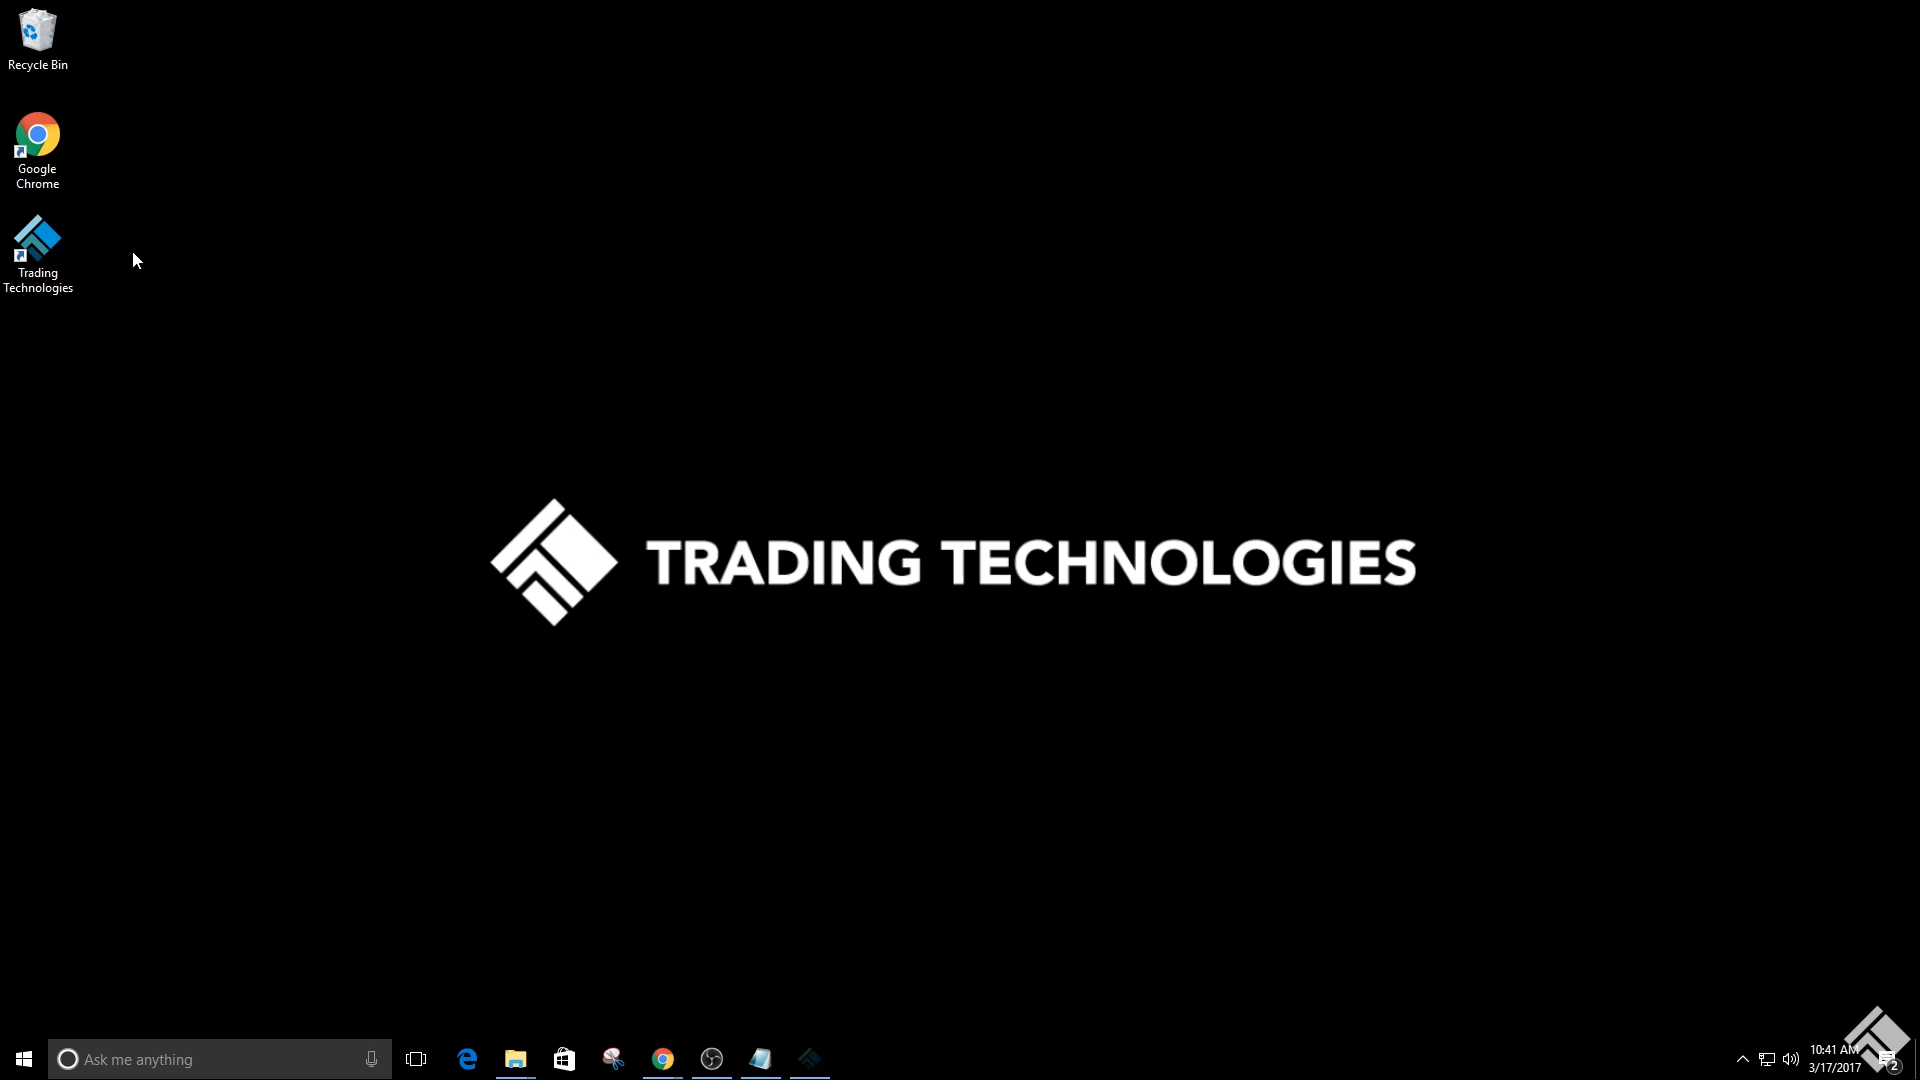 Recycle Bin
Google
Chrome
Trading
Technologies
TRADING TECHNOLOGIES
Ask me anything
10:41 AM
3/17/2017
2